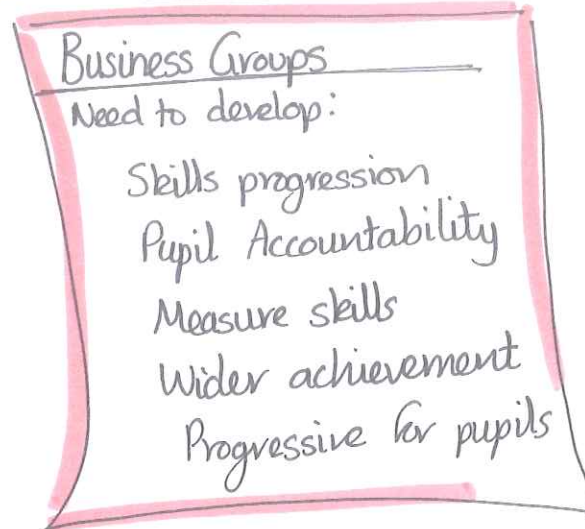 Business Groups
Need to develop:
Skills progression
Pupil Accountability
Measure skills
Wider achievement
Progressive for pupils